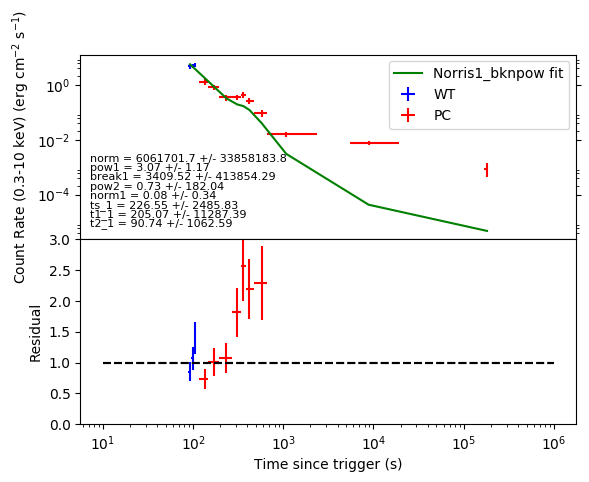 Count Rate (0.3-10 keV) (erg cm⁻² s⁻¹)
10⁰
10⁻²
10⁻⁴
Norris1_bknpow fit
WT
PC
norm = 6061701.7 +/- 33858183.8
pow1 = 3.07 +/- 1.17
break1 = 3409.52 +/- 413854.29
pow2 = 0.73 +/- 182.04
norm1 = 0.08 +/- 0.34
ts_1 = 226.55 +/- 2485.83
t1_1 = 205.07 +/- 11287.39
t2_1 = 90.74 +/- 1062.59
Residual
3.0
2.5
2.0
1.5
1.0
0.5
0.0
10¹ 10² 10³ 10⁴ 10⁵ 10⁶
Time since trigger (s)